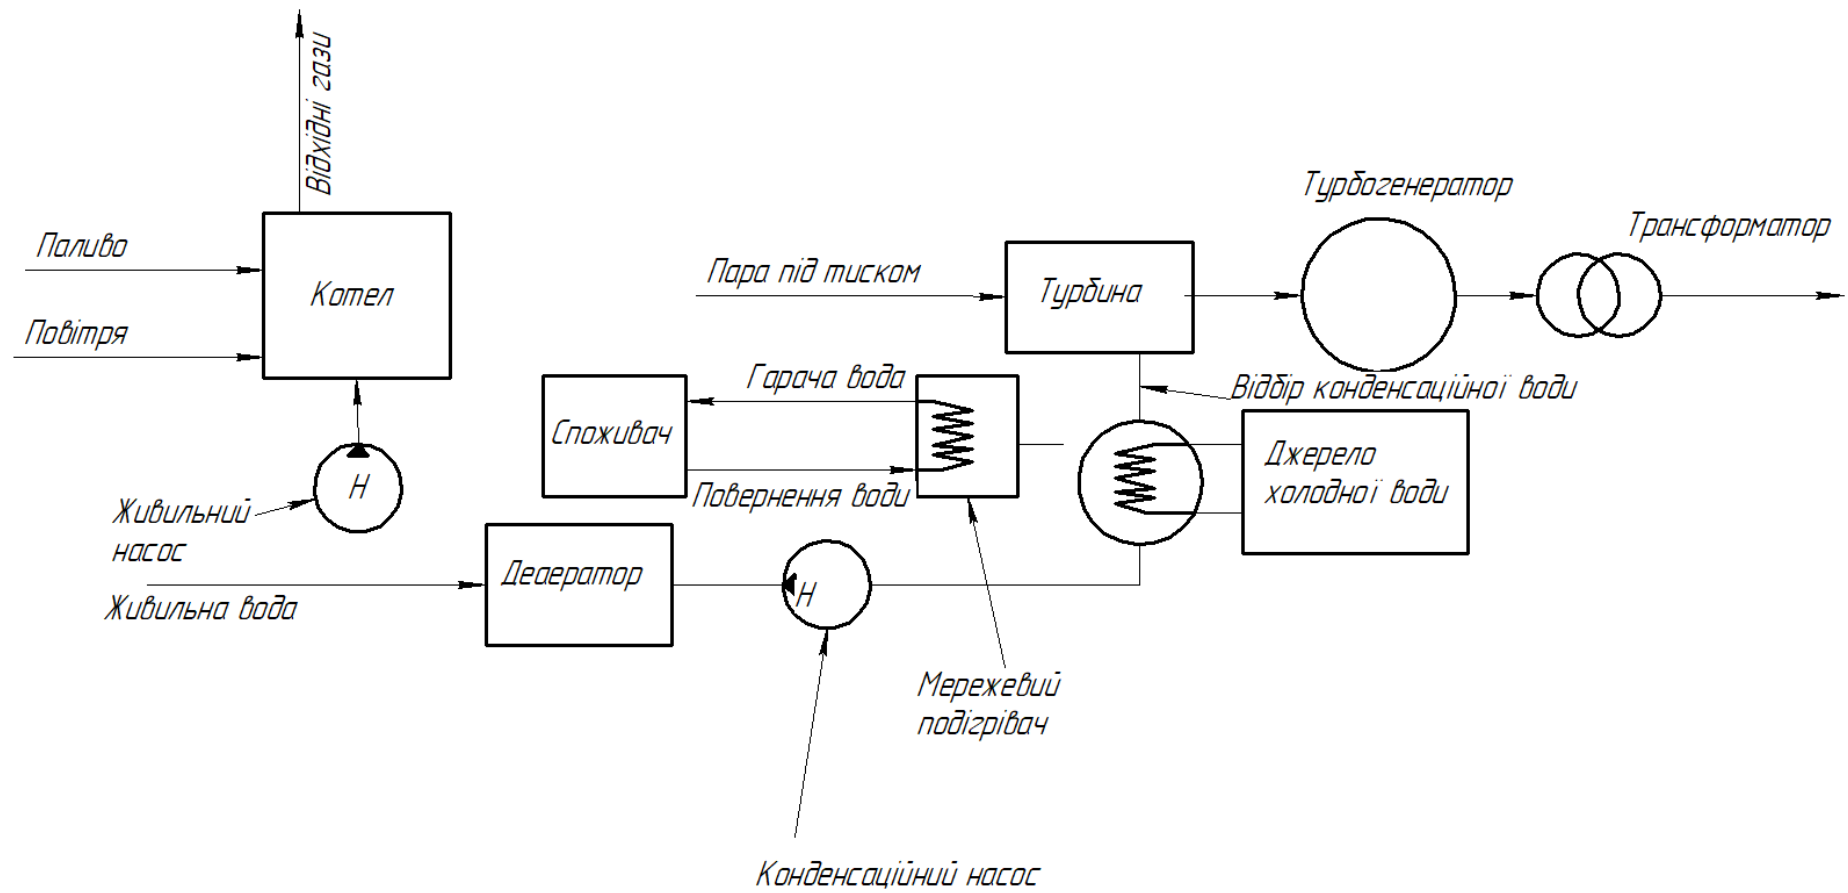 Відхідні гази
Турбогенератор
Трансформатор
Паливо
Пара під тиском
Котел
Турбина
Повітря
Гарача вода
Відбір конденсаційної води
Споживач
Джерело
холодної води
Повернення води
Н
Живильний
насос
Деаератор
Н
Живильна вода
Мережевий
подігрівач
Конденсаційний насос